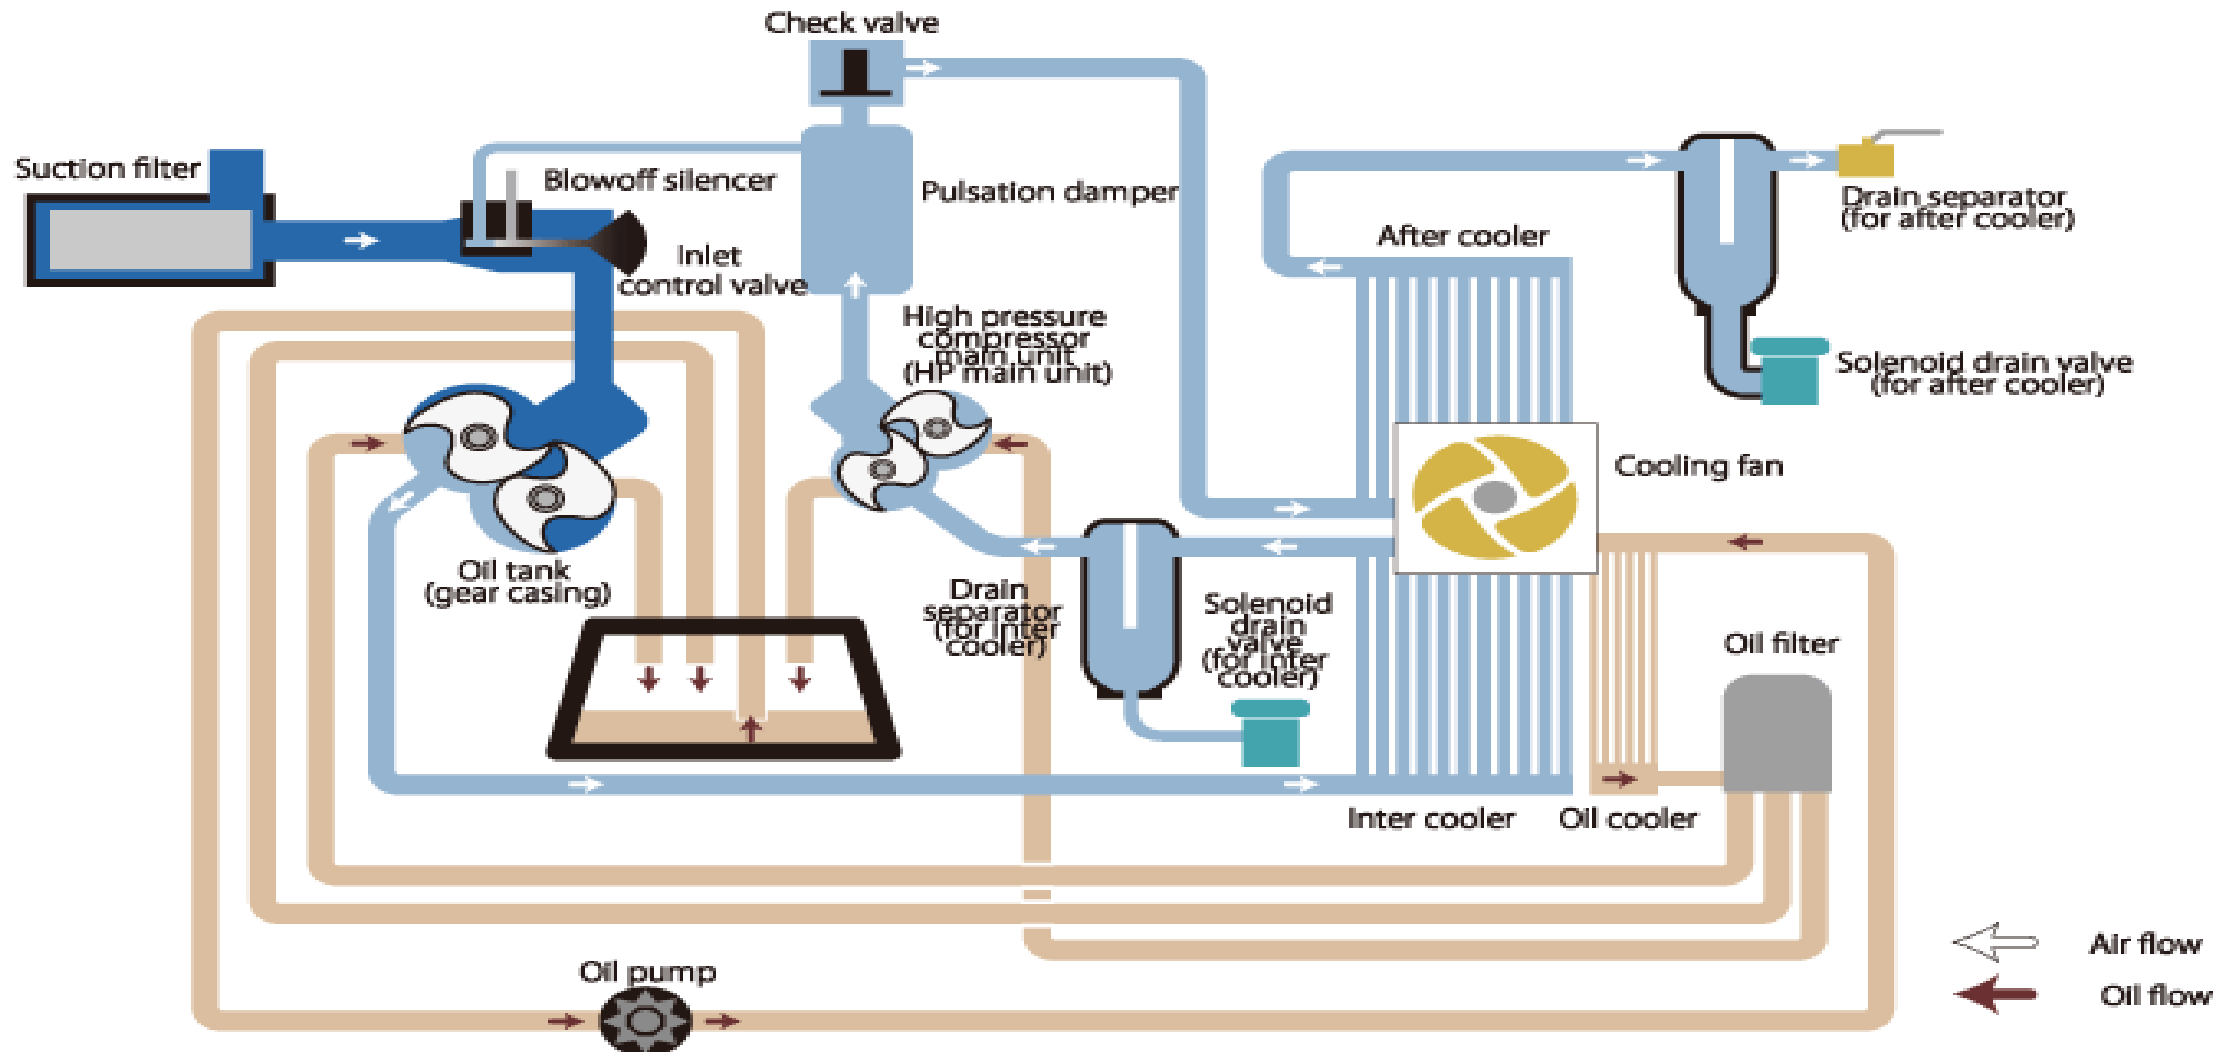 Check valve
Suction filter
Blowoff silencer
Pulsation damper
Drain separator
(for after cooler)
After cooler
Inlet
control valve
High pressure
compressor
main unit
(HP main unit)
Solenoid drain valve
(for after cooler)
Cooling fan
Oil tank
(gear casing)
Drain
separator
(for inter
cooler)
Solenoid
drain
valve
(for inter
cooler)
Oil filter
Inter cooler
Oil cooler
Oil pump
Air flow
Oil flow